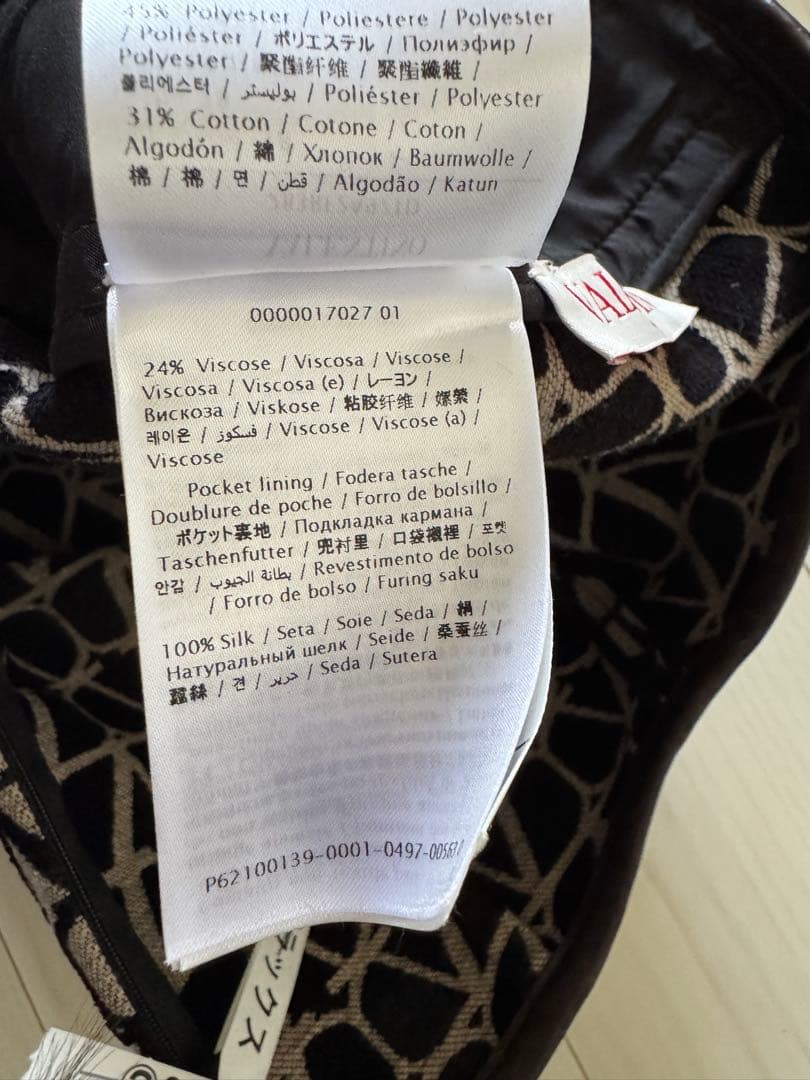 45% Polyester / Poliestere / Polyester
/ Poliéster / ポリエステル / Полиэфир /
Polyester / 聚酯纤维 / 聚酯纖維 /
폴리에스터 / بوليستر / Poliéster / Polyester
31% Cotton / Cotone / Coton /
Algodón / 綿 / Хлопок / Baumwolle /
棉 / 棉 / 면 / قطن / Algodão / Katun
VAL
0000017027 01
24% Viscose / Viscosa / Viscose /
Viscosa / Viscosa (e) / レーヨン /
Вискоза / Viskose / 粘胶纤维 / 嫘縈 /
레이온 / فسكوز / Viscose / Viscose (a) /
Viscose
Pocket lining / Fodera tasche /
Doublure de poche / Forro de bolsillo /
ポケット裏地 / Подкладка кармана /
Taschenfutter / 兜衬里 / 口袋襯裡 / 포켓
안감 / بطانة الجيوب / Revestimento de bolso
/ Forro de bolso / Furing saku
100% Silk / Seta / Soie / Seda / 絹 /
Натуральный шелк / Seide / 桑蚕丝 /
蠶絲 / 견 / حرير / Seda / Sutera
P62100139-0001-0497-00563
ラックス